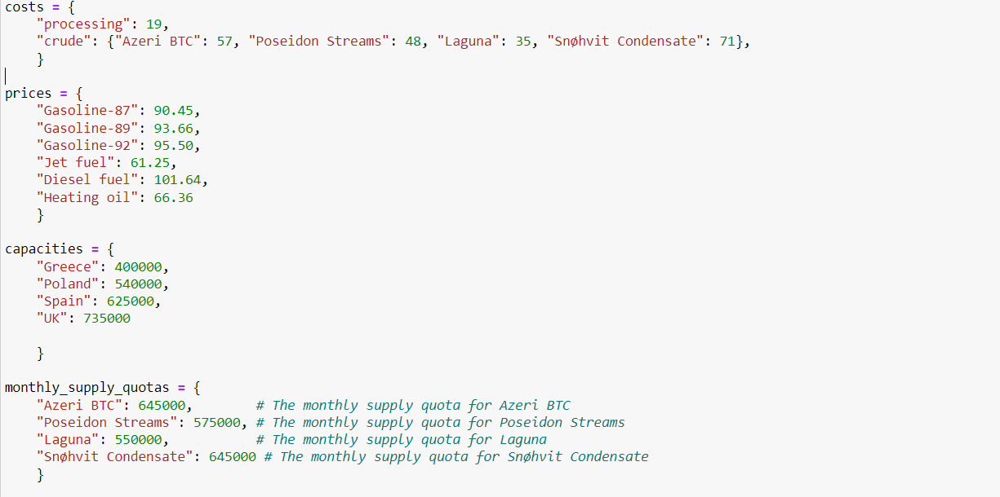 costs = {
    "processing": 19,
    "crude": {"Azeri BTC": 57, "Poseidon Streams": 48, "Laguna": 35, "Snøhvit Condensate": 71},
    }
prices = {
    "Gasoline-87": 90.45,
    "Gasoline-89": 93.66,
    "Gasoline-92": 95.50,
    "Jet fuel": 61.25,
    "Diesel fuel": 101.64,
    "Heating oil": 66.36
    }
capacities = {
    "Greece": 400000,
    "Poland": 540000,
    "Spain": 625000,
    "UK": 735000
    }
monthly_supply_quotas = {
    "Azeri BTC": 645000,        # The monthly supply quota for Azeri BTC
    "Poseidon Streams": 575000, # The monthly supply quota for Poseidon Streams
    "Laguna": 550000,           # The monthly supply quota for Laguna
    "Snøhvit Condensate": 645000 # The monthly supply quota for Snøhvit Condensate
    }